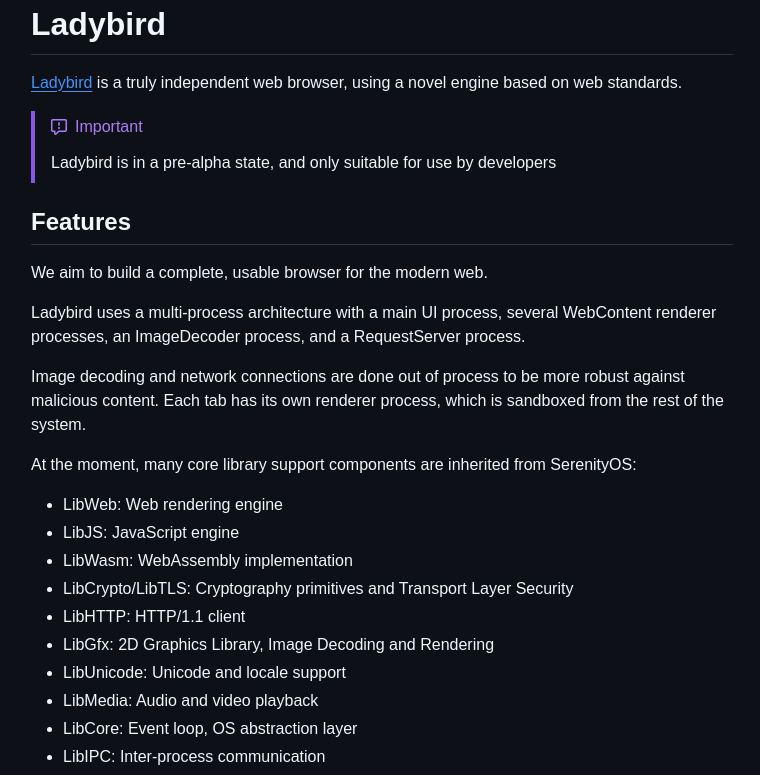 Ladybird
Ladybird is a truly independent web browser, using a novel engine based on web standards.
Important
Ladybird is in a pre-alpha state, and only suitable for use by developers
Features
We aim to build a complete, usable browser for the modern web.
Ladybird uses a multi-process architecture with a main UI process, several WebContent renderer
processes, an ImageDecoder process, and a RequestServer process.
Image decoding and network connections are done out of process to be more robust against
malicious content. Each tab has its own renderer process, which is sandboxed from the rest of the
system.
At the moment, many core library support components are inherited from SerenityOS:
• LibWeb: Web rendering engine
• LibJS: JavaScript engine
• LibWasm: WebAssembly implementation
• LibCrypto/LibTLS: Cryptography primitives and Transport Layer Security
• LibHTTP: HTTP/1.1 client
• LibGfx: 2D Graphics Library, Image Decoding and Rendering
• LibUnicode: Unicode and locale support
• LibMedia: Audio and video playback
• LibCore: Event loop, OS abstraction layer
• LibIPC: Inter-process communication